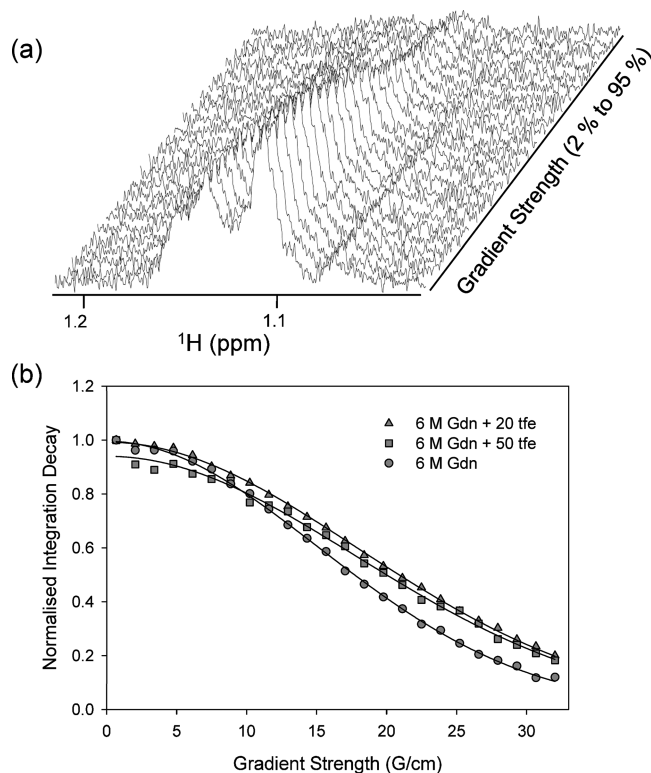 (a)
Gradient Strength (2 % to 95 %)
1.2
1.1
¹H (ppm)
(b)
1.2
1.0
0.8
0.6
0.4
0.2
0.0
Normalised Integration Decay
6 M Gdn + 20 tfe
6 M Gdn + 50 tfe
6 M Gdn
0
5
10
15
20
25
30
Gradient Strength (G/cm)